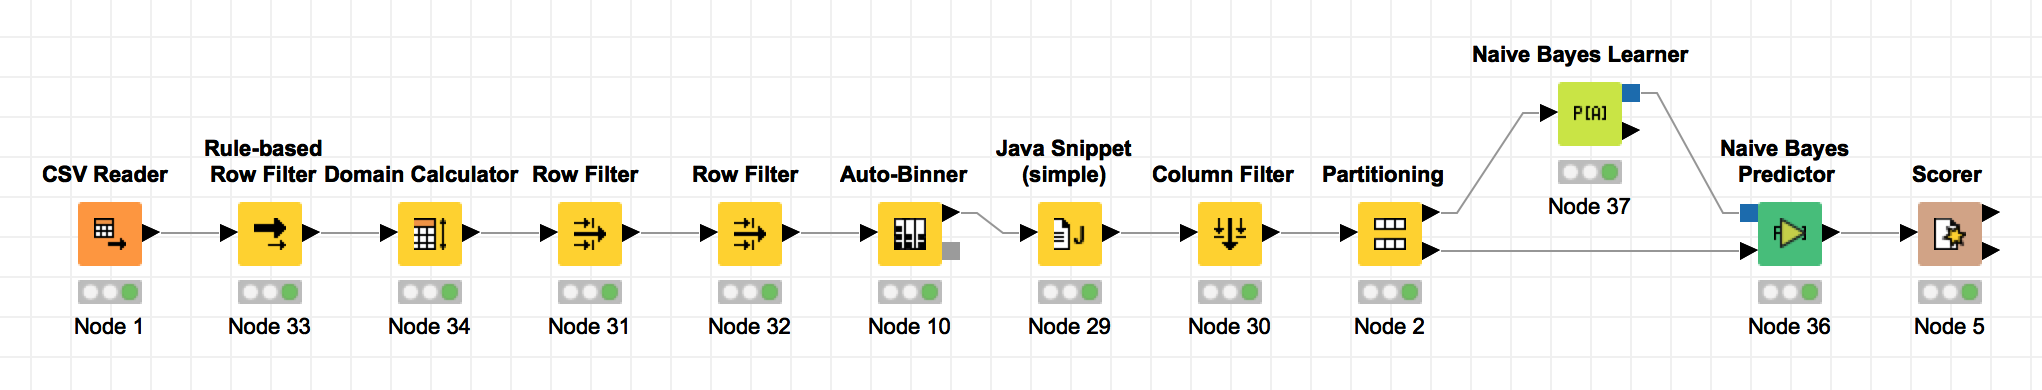 Naive Bayes Learner
P[A]
Node 37
CSV Reader
Node 1
Rule-based
Row Filter
Node 33
Domain Calculator
Node 34
Row Filter
Node 31
Row Filter
Node 32
Auto-Binner
Node 10
Java Snippet
(simple)
J
Node 29
Column Filter
Node 30
Partitioning
Node 2
Naive Bayes
Predictor
Node 36
Scorer
Node 5